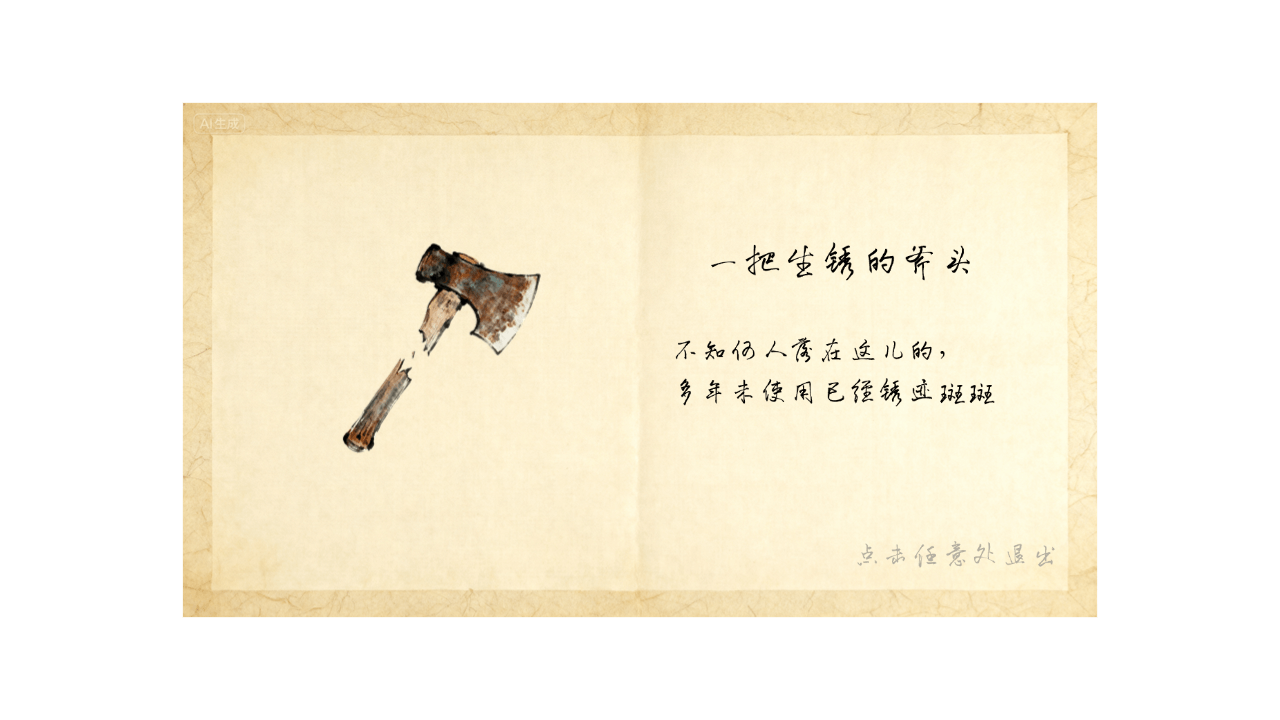 AI生成
一把生锈的斧头
不知何人落在这儿的，
多年未使用已经锈迹斑斑
点击任意处退出